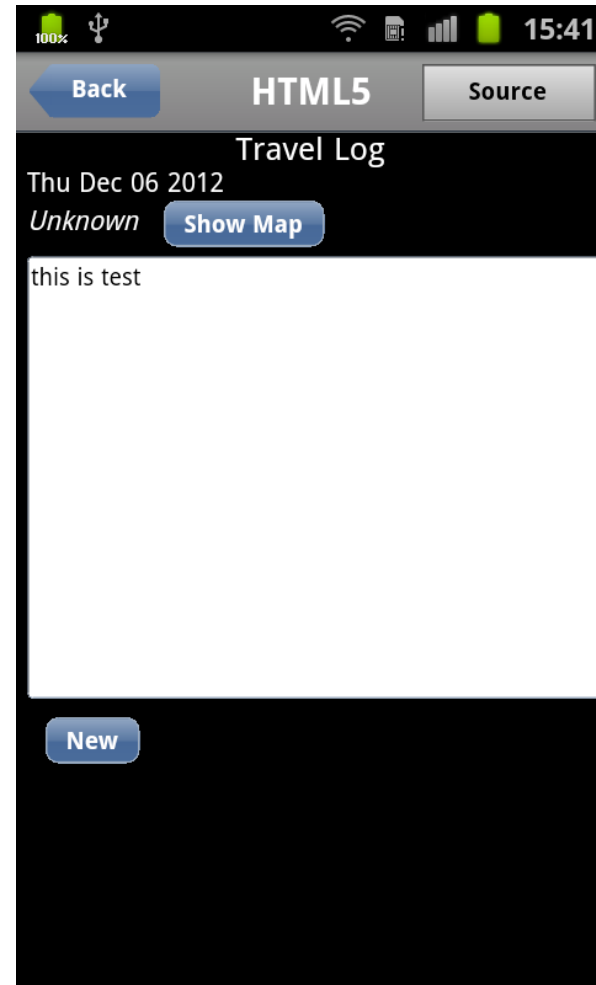 100% 15:41
Back HTML5 Source
Travel Log
Thu Dec 06 2012
Unknown Show Map
this is test
New